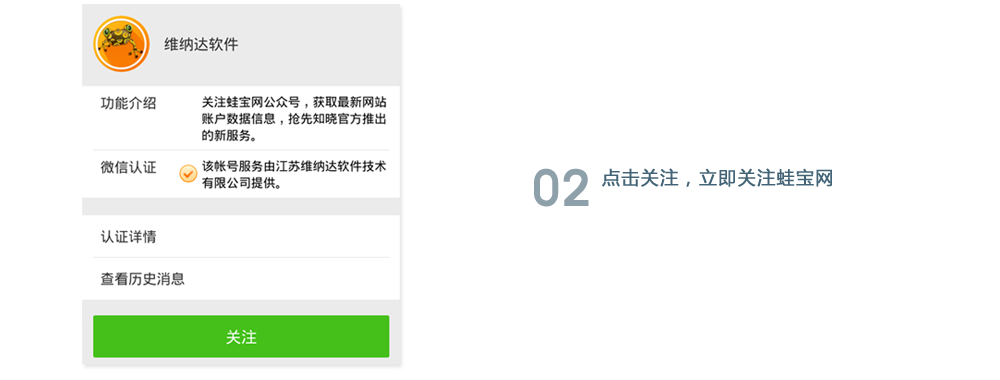 维纳达软件
功能介绍
关注蛙宝网公众号，获取最新网站
账户数据信息，抢先知晓官方推出
的新服务。
微信认证
该帐号服务由江苏维纳达软件技术
有限公司提供。
认证详情
查看历史消息
关注
02 点击关注，立即关注蛙宝网